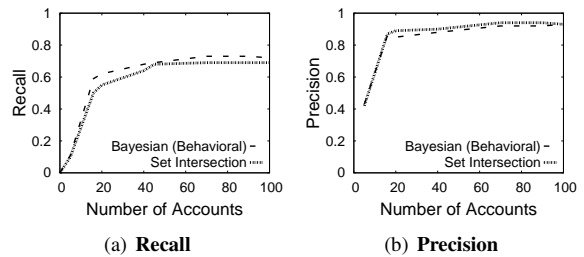 1
0.8
0.6
0.4
0.2
0
Recall
Bayesian (Behavioral)
Set Intersection
0 20 40 60 80 100
Number of Accounts
(a) Recall
1
0.8
0.6
0.4
0.2
0
Precision
Bayesian (Behavioral)
Set Intersection
0 20 40 60 80 100
Number of Accounts
(b) Precision